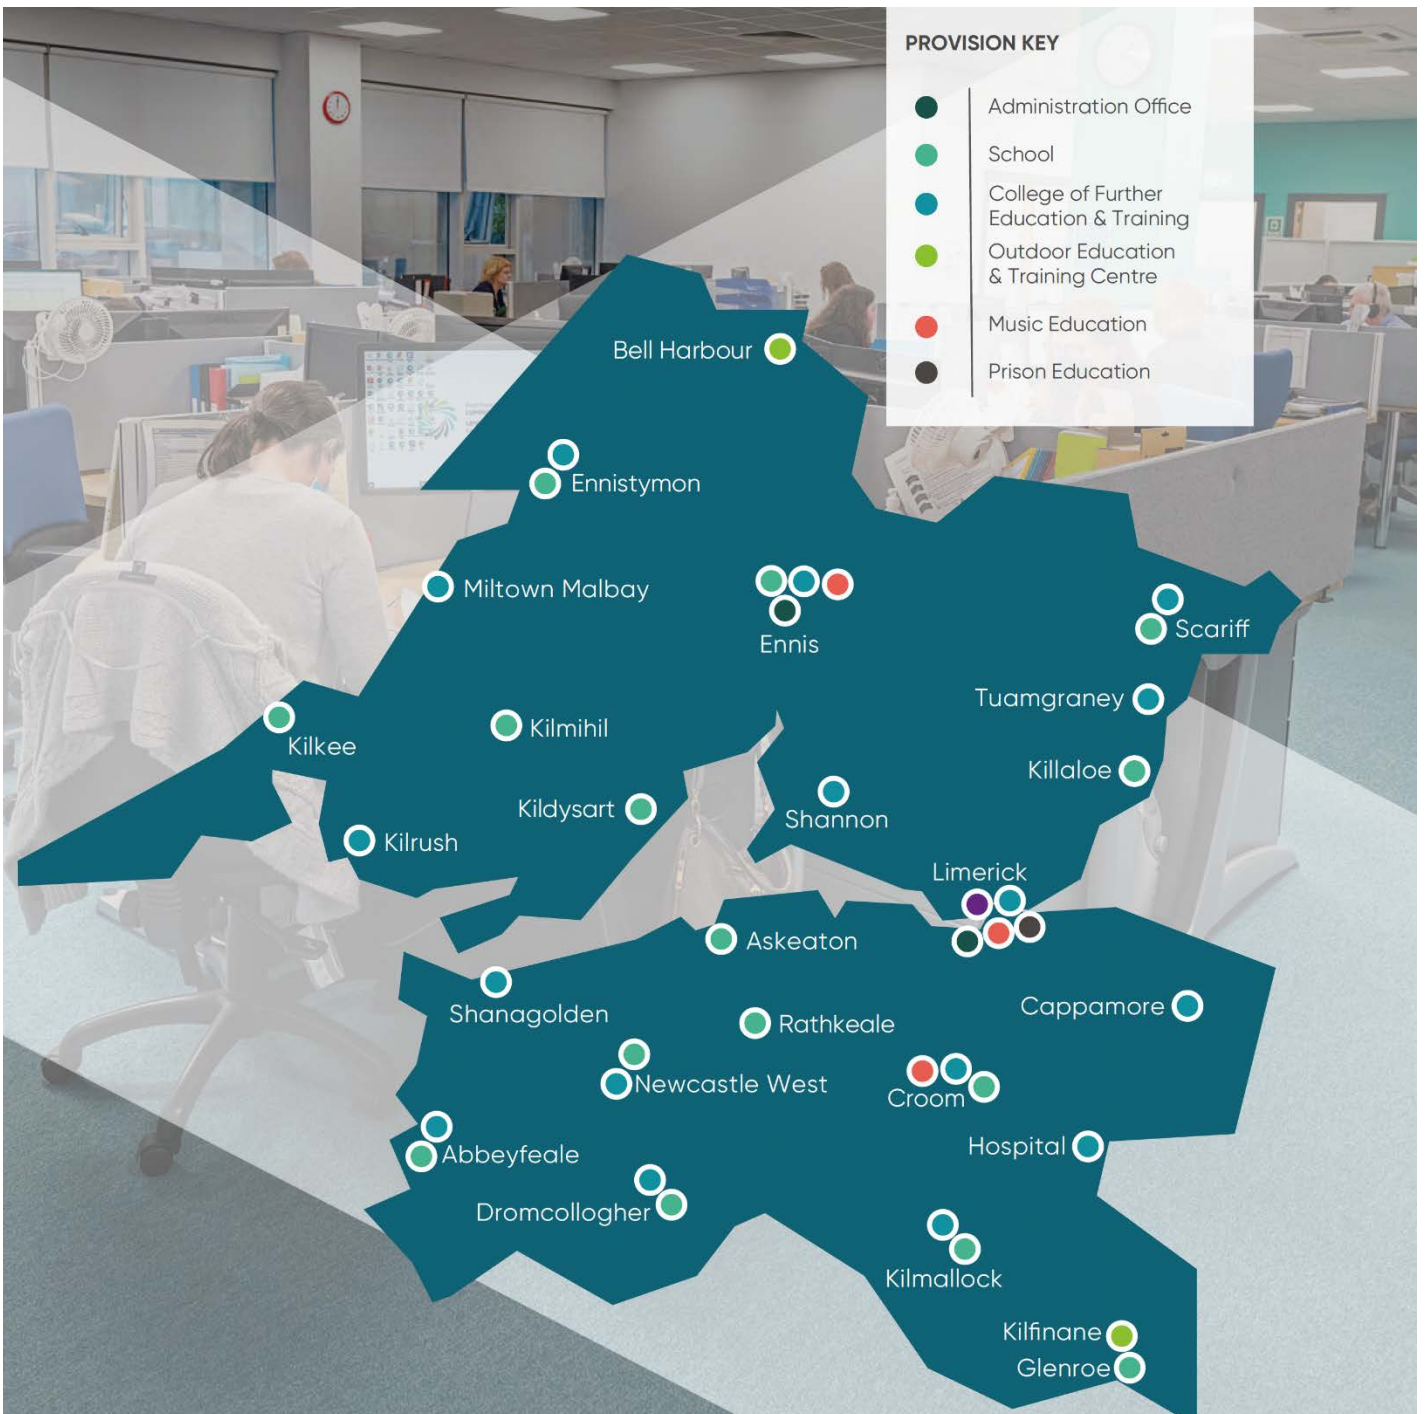 PROVISION KEY
Administration Office
School
College of Further
Education & Training
Outdoor Education
& Training Centre
Music Education
Prison Education
Bell Harbour
Ennistymon
Miltown Malbay
Ennis
Scariff
Tuamgraney
Kilkee
Kilmihil
Killaloe
Kildysart
Shannon
Kilrush
Limerick
Askeaton
Shanagolden
Cappamore
Rathkeale
Newcastle West
Croom
Hospital
Abbeyfeale
Dromcollogher
Kilmallock
Kilfinane
Glenroe